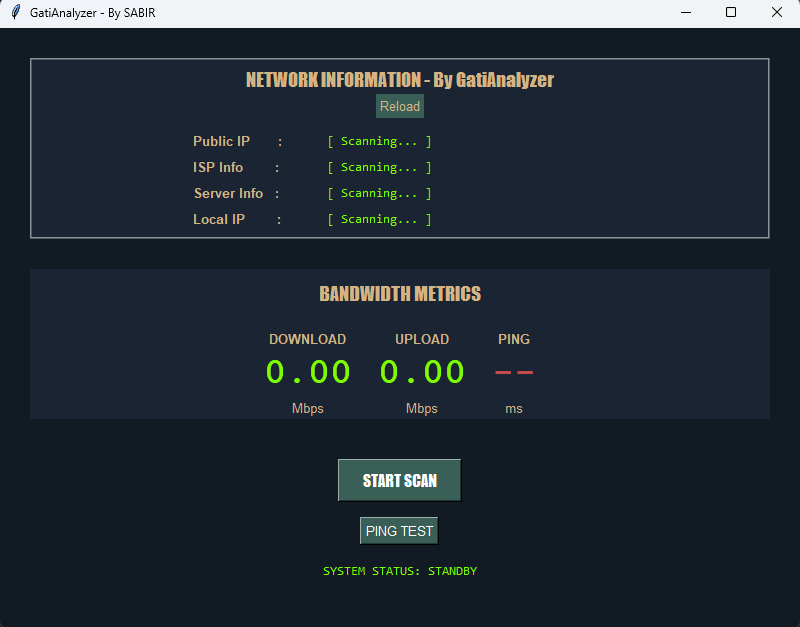 GatiAnalyzer - By SABIR
NETWORK INFORMATION - By GatiAnalyzer
Reload
Public IP : [ Scanning... ]
ISP Info : [ Scanning... ]
Server Info : [ Scanning... ]
Local IP : [ Scanning... ]
BANDWIDTH METRICS
DOWNLOAD UPLOAD PING
0.00 0.00 --
Mbps Mbps ms
START SCAN
PING TEST
SYSTEM STATUS: STANDBY